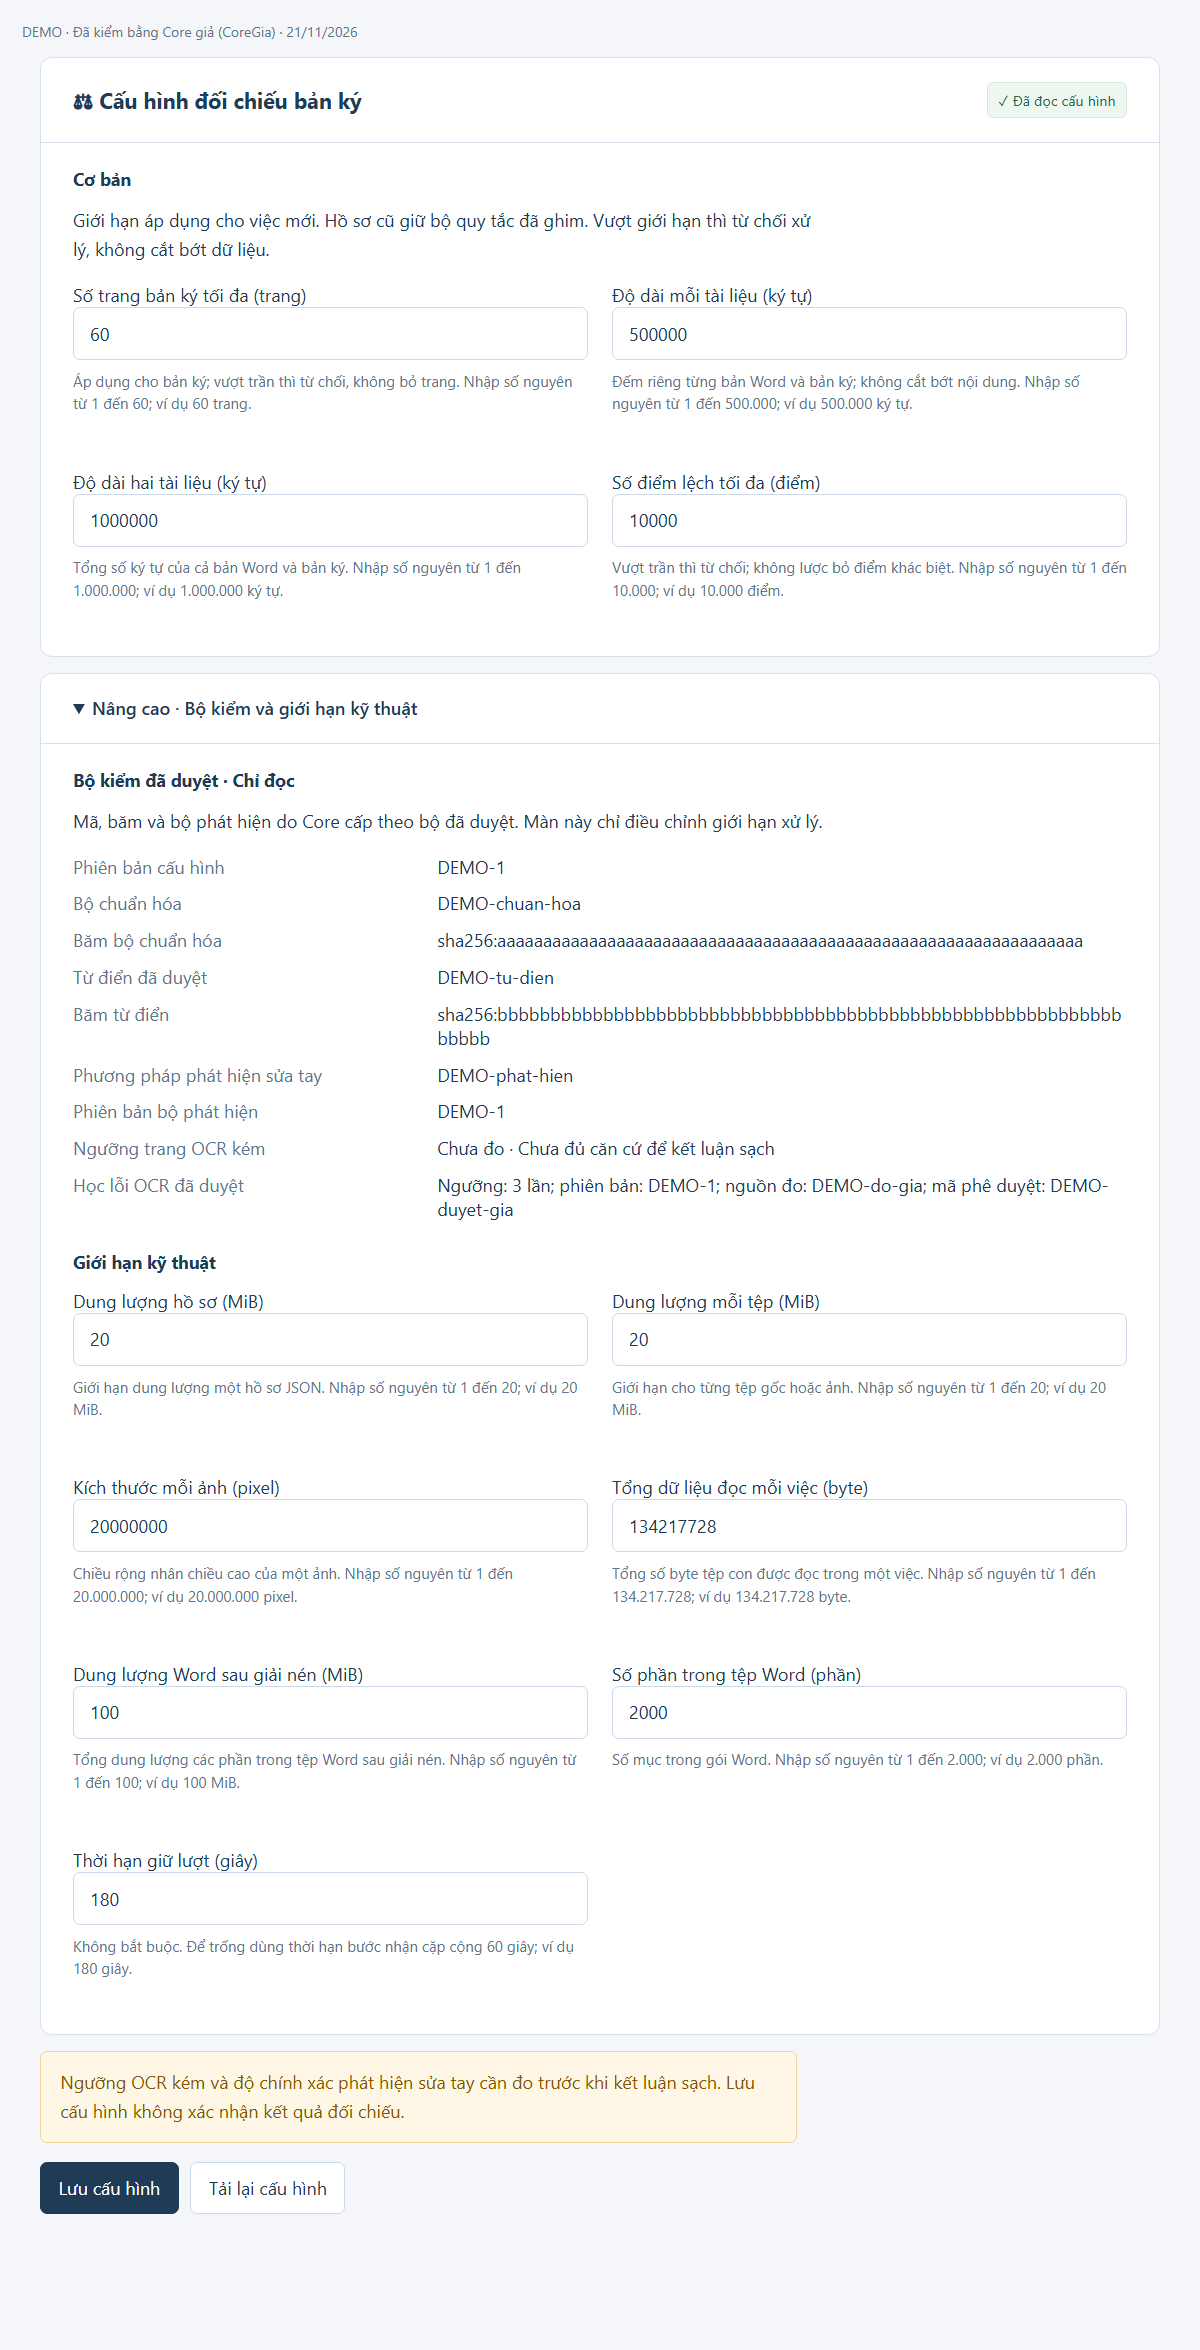 DEMO · Đã kiểm bằng Core giả (CoreGia) · 21/11/2026
Cấu hình đối chiếu bản ký
✓ Đã đọc cấu hình
Cơ bản
Giới hạn áp dụng cho việc mới. Hồ sơ cũ giữ bộ quy tắc đã ghim. Vượt giới hạn thì từ chối xử
lý, không cắt bớt dữ liệu.
Số trang bản ký tối đa (trang)
60
Áp dụng cho bản ký; vượt trần thì từ chối, không bỏ trang. Nhập số nguyên
từ 1 đến 60; ví dụ 60 trang.
Độ dài mỗi tài liệu (ký tự)
500000
Đếm riêng từng bản Word và bản ký; không cắt bớt nội dung. Nhập số
nguyên từ 1 đến 500.000; ví dụ 500.000 ký tự.
Độ dài hai tài liệu (ký tự)
1000000
Tổng số ký tự của cả bản Word và bản ký. Nhập số nguyên từ 1 đến
1.000.000; ví dụ 1.000.000 ký tự.
Số điểm lệch tối đa (điểm)
10000
Vượt trần thì từ chối; không lược bỏ điểm khác biệt. Nhập số nguyên từ 1 đến
10.000; ví dụ 10.000 điểm.
▼ Nâng cao · Bộ kiểm và giới hạn kỹ thuật
Bộ kiểm đã duyệt · Chỉ đọc
Mã, băm và bộ phát hiện do Core cấp theo bộ đã duyệt. Màn này chỉ điều chỉnh giới hạn xử lý.
Phiên bản cấu hình DEMO-1
Bộ chuẩn hóa DEMO-chuan-hoa
Băm bộ chuẩn hóa sha256:aaaaaaaaaaaaaaaaaaaaaaaaaaaaaaaaaaaaaaaaaaaaaaaaaaaaaaaaaaaaaaaa
Từ điển đã duyệt DEMO-tu-dien
Băm từ điển sha256:bbbbbbbbbbbbbbbbbbbbbbbbbbbbbbbbbbbbbbbbbbbbbbbbbbbbbbbbbbb
bbbbb
Phương pháp phát hiện sửa tay DEMO-phat-hien
Phiên bản bộ phát hiện DEMO-1
Ngưỡng trang OCR kém Chưa đo · Chưa đủ căn cứ để kết luận sạch
Học lỗi OCR đã duyệt Ngưỡng: 3 lần; phiên bản: DEMO-1; nguồn đo: DEMO-do-gia; mã phê duyệt: DEMO-
duyet-gia
Giới hạn kỹ thuật
Dung lượng hồ sơ (MiB)
20
Giới hạn dung lượng một hồ sơ JSON. Nhập số nguyên từ 1 đến 20; ví dụ 20
MiB.
Dung lượng mỗi tệp (MiB)
20
Giới hạn cho từng tệp gốc hoặc ảnh. Nhập số nguyên từ 1 đến 20; ví dụ 20
MiB.
Kích thước mỗi ảnh (pixel)
20000000
Chiều rộng nhân chiều cao của một ảnh. Nhập số nguyên từ 1 đến
20.000.000; ví dụ 20.000.000 pixel.
Tổng dữ liệu đọc mỗi việc (byte)
134217728
Tổng số byte tệp con được đọc trong một việc. Nhập số nguyên từ 1 đến
134.217.728; ví dụ 134.217.728 byte.
Dung lượng Word sau giải nén (MiB)
100
Tổng dung lượng các phần trong tệp Word sau giải nén. Nhập số nguyên từ
1 đến 100; ví dụ 100 MiB.
Số phần trong tệp Word (phần)
2000
Số mục trong gói Word. Nhập số nguyên từ 1 đến 2.000; ví dụ 2.000 phần.
Thời hạn giữ lượt (giây)
180
Không bắt buộc. Để trống dùng thời hạn bước nhận cặp cộng 60 giây; ví dụ
180 giây.
Ngưỡng OCR kém và độ chính xác phát hiện sửa tay cần đo trước khi kết luận sạch. Lưu
cấu hình không xác nhận kết quả đối chiếu.
Lưu cấu hình
Tải lại cấu hình